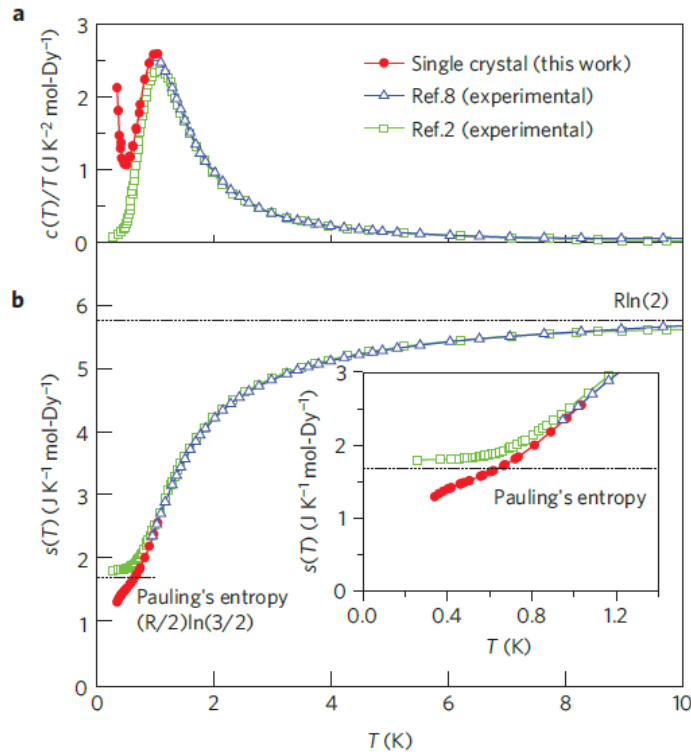 a
3
2
1
0
c(T)/T (J K⁻² mol-Dy⁻¹)
Single crystal (this work)
Ref.8 (experimental)
Ref.2 (experimental)
b
6
5
4
3
2
1
0
s(T) (J K⁻¹ mol-Dy⁻¹)
Rln(2)
Pauling's entropy
(R/2)ln(3/2)
3
2
1
0
s(T) (J K⁻¹ mol-Dy⁻¹)
Pauling's entropy
0.0 0.4 0.8 1.2
T (K)
0 2 4 6 8 10
T (K)